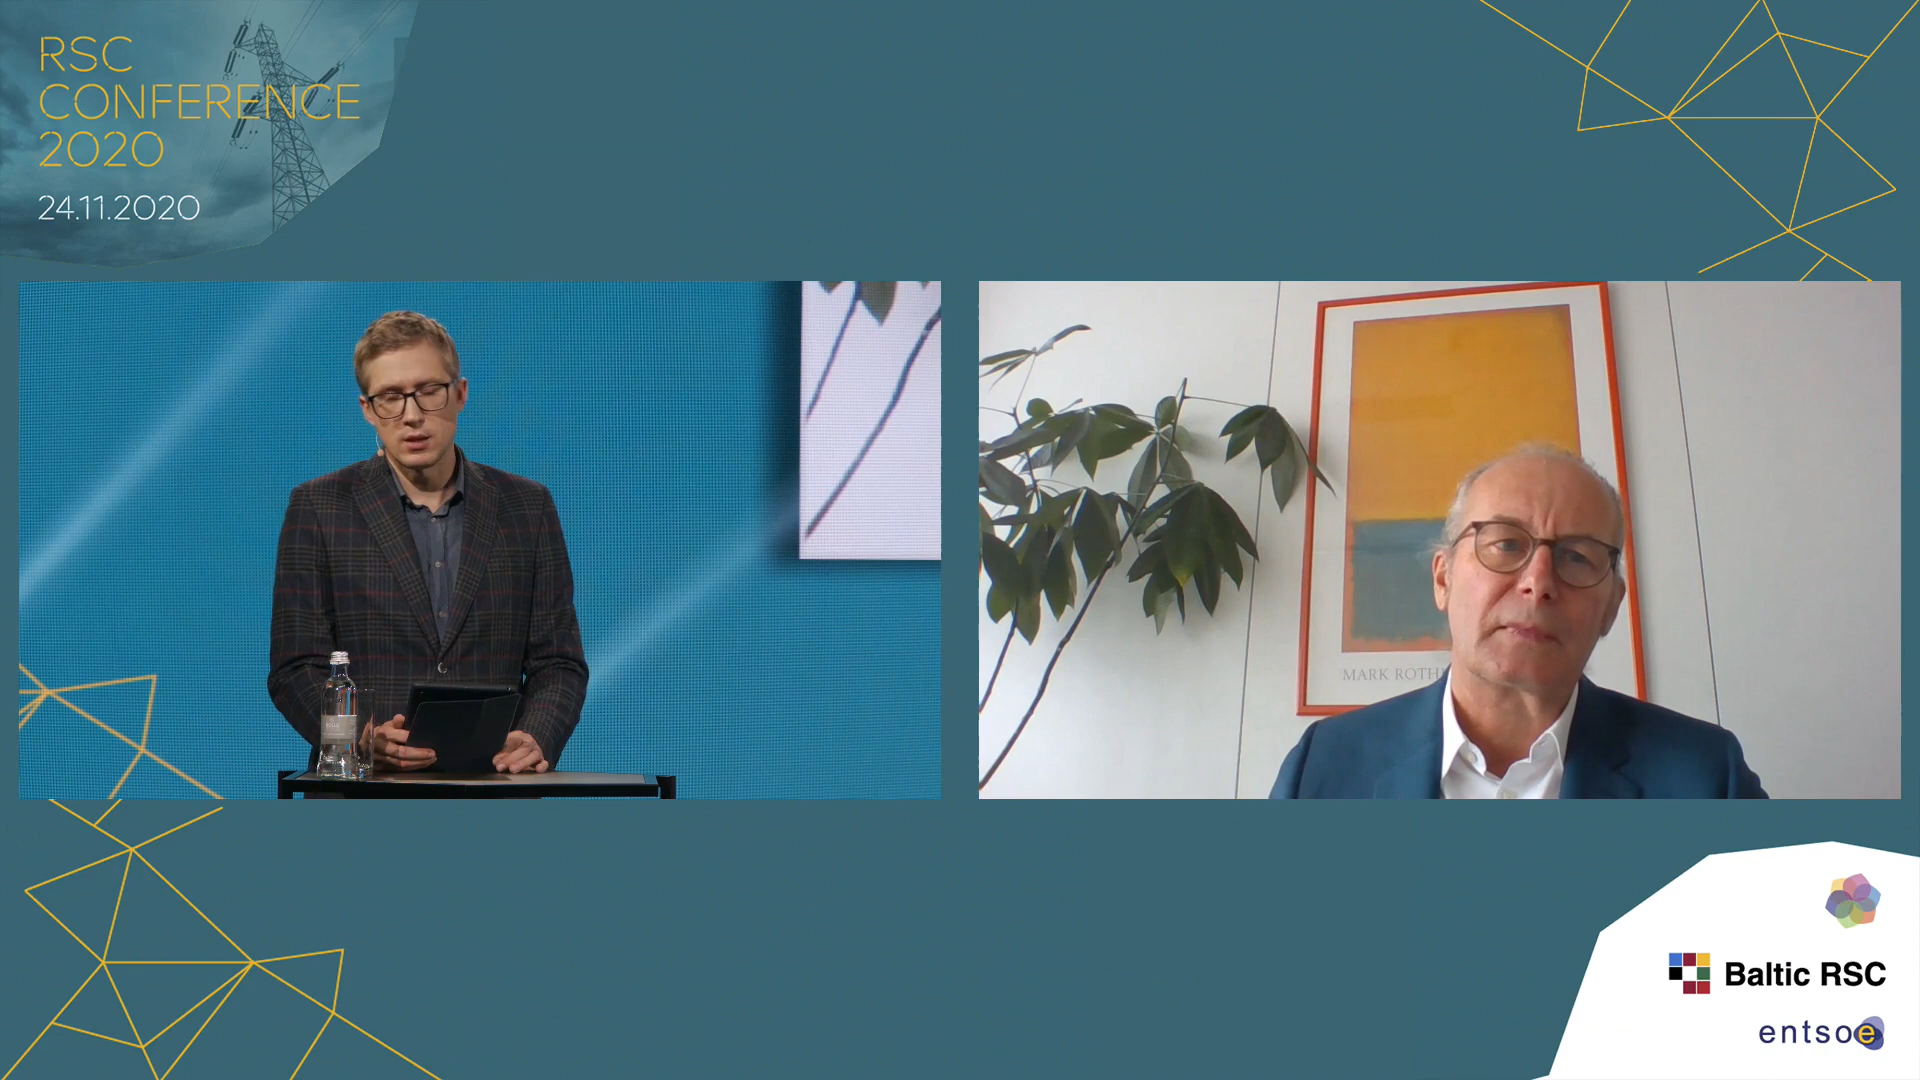 RSC
CONFERENCE
2020
24.11.2020
MARK ROTH
Baltic RSC
entsoe